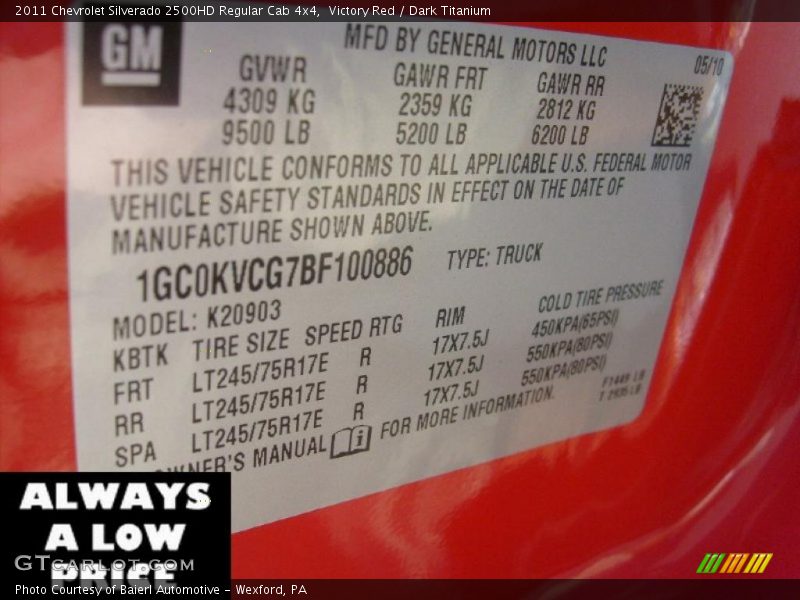 2011 Chevrolet Silverado 2500HD Regular Cab 4x4, Victory Red / Dark Titanium
GM
MFD BY GENERAL MOTORS LLC
05/10
GVWR GAWR FRT GAWR RR
4309 KG 2359 KG 2812 KG
9500 LB 5200 LB 6200 LB
THIS VEHICLE CONFORMS TO ALL APPLICABLE U.S. FEDERAL MOTOR
VEHICLE SAFETY STANDARDS IN EFFECT ON THE DATE OF
MANUFACTURE SHOWN ABOVE.
1GC0KVCG7BF100886 TYPE: TRUCK
MODEL: K20903
KBTK TIRE SIZE SPEED RTG RIM COLD TIRE PRESSURE
FRT LT245/75R17E R 17X7.5J 450KPA(65PSI)
RR LT245/75R17E R 17X7.5J 550KPA(80PSI)
SPA LT245/75R17E R 17X7.5J 550KPA(80PSI)
OWNER'S MANUAL FOR MORE INFORMATION.
ALWAYS
A LOW
PRICE
GTcarlot.com
Photo Courtesy of Baierl Automotive – Wexford, PA